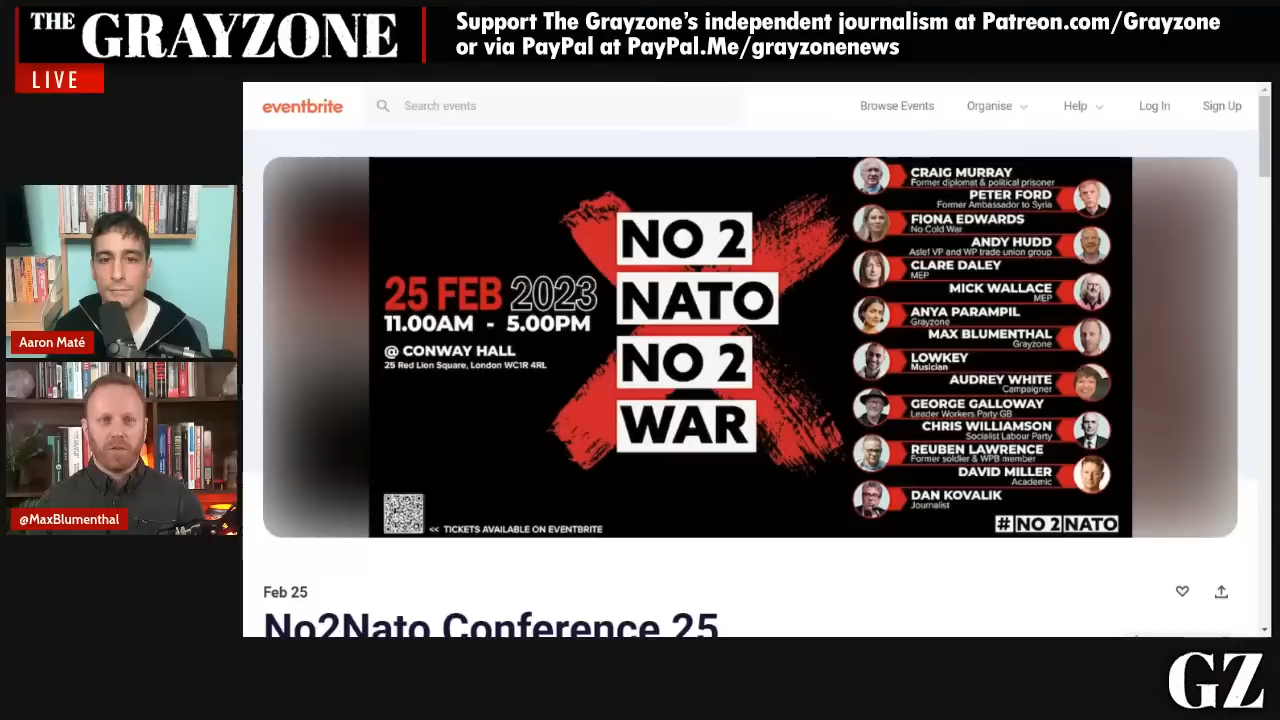 THE GRAYZONE
LIVE
Support The Grayzone's independent journalism at Patreon.com/Grayzone
or via PayPal at PayPal.Me/grayzonenews
eventbrite
Search events
Browse Events
Organise
Help
Log In
Sign Up
Aaron Maté
@MaxBlumenthal
25 FEB 2023
11.00AM - 5.00PM
@ CONWAY HALL
25 Red Lion Square, London WC1R 4RL
NO 2
NATO
NO 2
WAR
<< TICKETS AVAILABLE ON EVENTBRITE
CRAIG MURRAY
Former diplomat & political prisoner
PETER FORD
Former Ambassador to Syria
FIONA EDWARDS
No Cold War
ANDY HUDD
Aslef VP and WP trade union group
CLARE DALEY
MEP
MICK WALLACE
MEP
ANYA PARAMPIL
Grayzone
MAX BLUMENTHAL
Grayzone
LOWKEY
Musician
AUDREY WHITE
Campaigner
GEORGE GALLOWAY
Leader Workers Party GB
CHRIS WILLIAMSON
Socialist Labour Party
REUBEN LAWRENCE
Former soldier & WPB member
DAVID MILLER
Academic
DAN KOVALIK
Journalist
#NO2NATO
Feb 25
No2Nato Conference 25
GZ